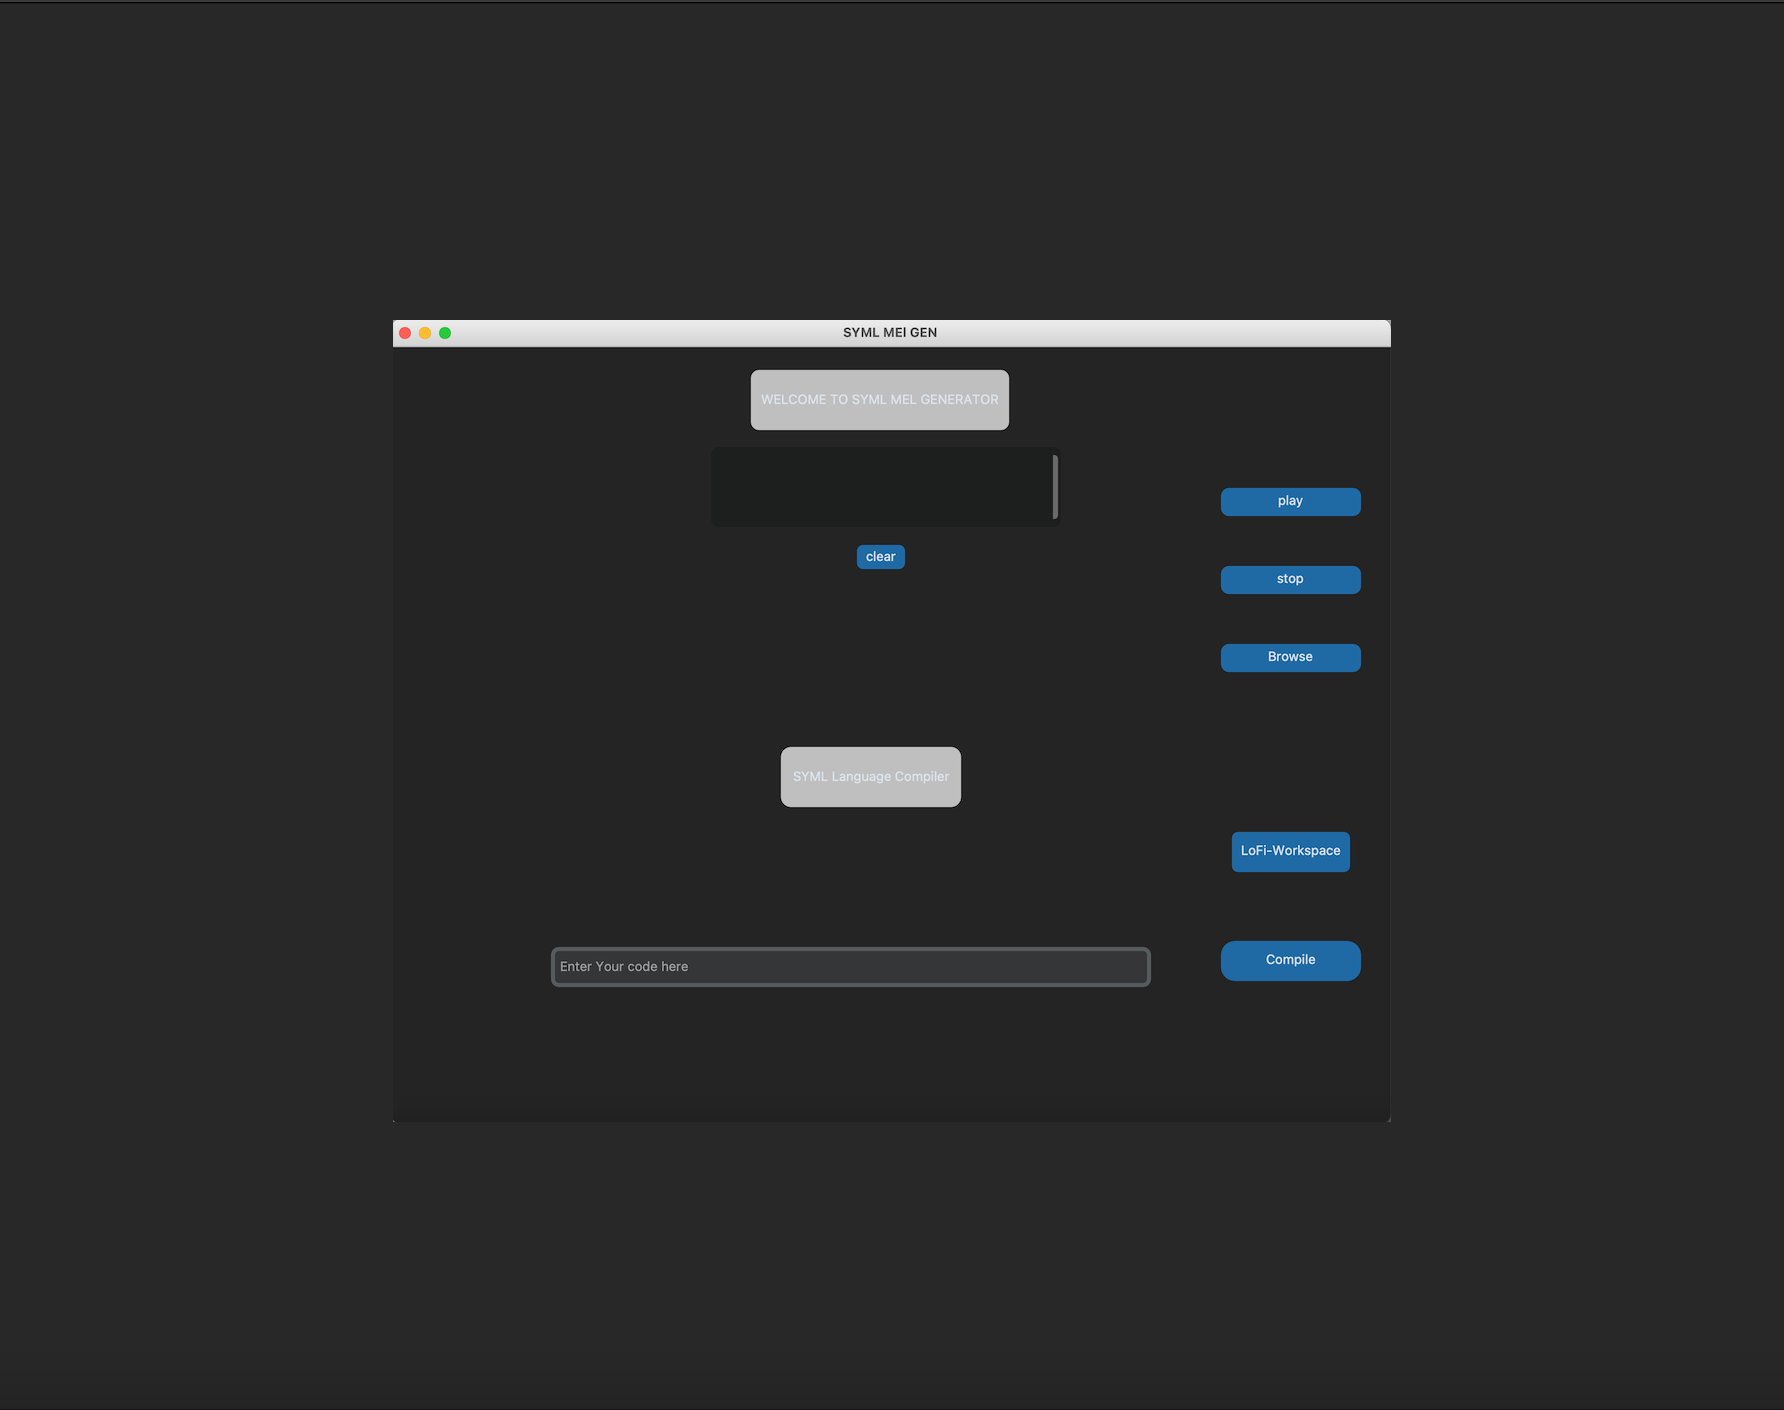 SYML MEI GEN
WELCOME TO SYML MEL GENERATOR
play
clear
stop
Browse
SYML Language Compiler
LoFi-Workspace
Enter Your code here
Compile